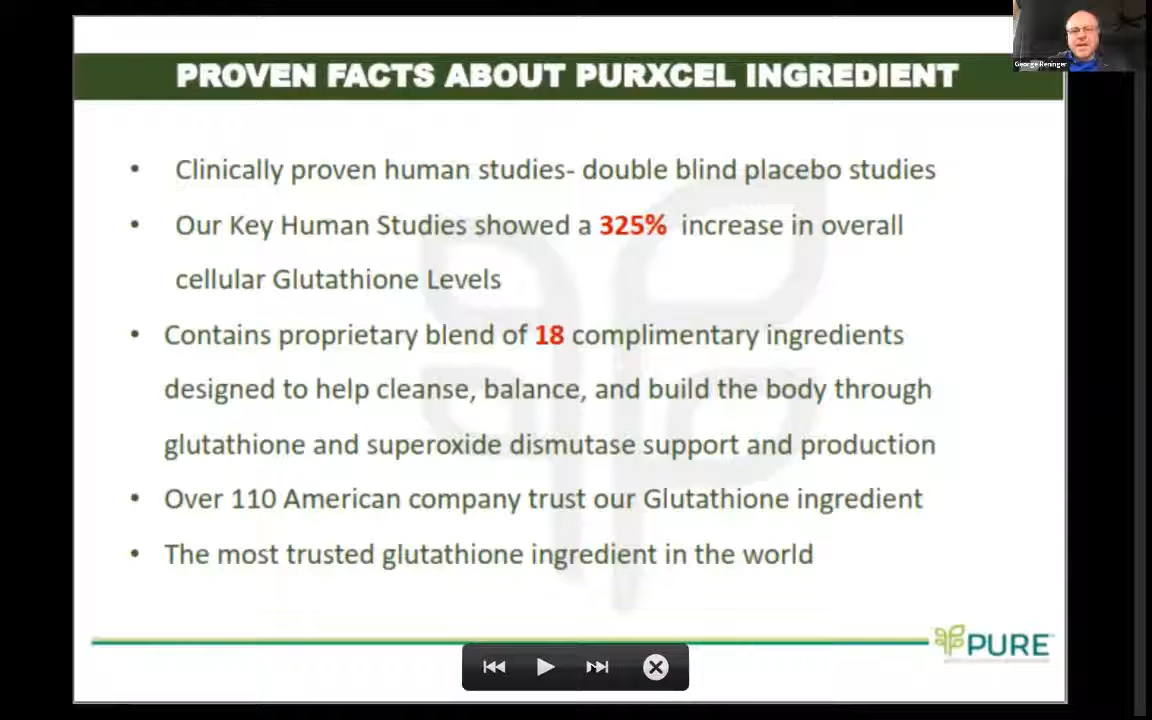 PROVEN FACTS ABOUT PURXCEL INGREDIENT
George Reninger
• Clinically proven human studies- double blind placebo studies
• Our Key Human Studies showed a 325% increase in overall
cellular Glutathione Levels
• Contains proprietary blend of 18 complimentary ingredients
designed to help cleanse, balance, and build the body through
glutathione and superoxide dismutase support and production
• Over 110 American company trust our Glutathione ingredient
• The most trusted glutathione ingredient in the world
PURE